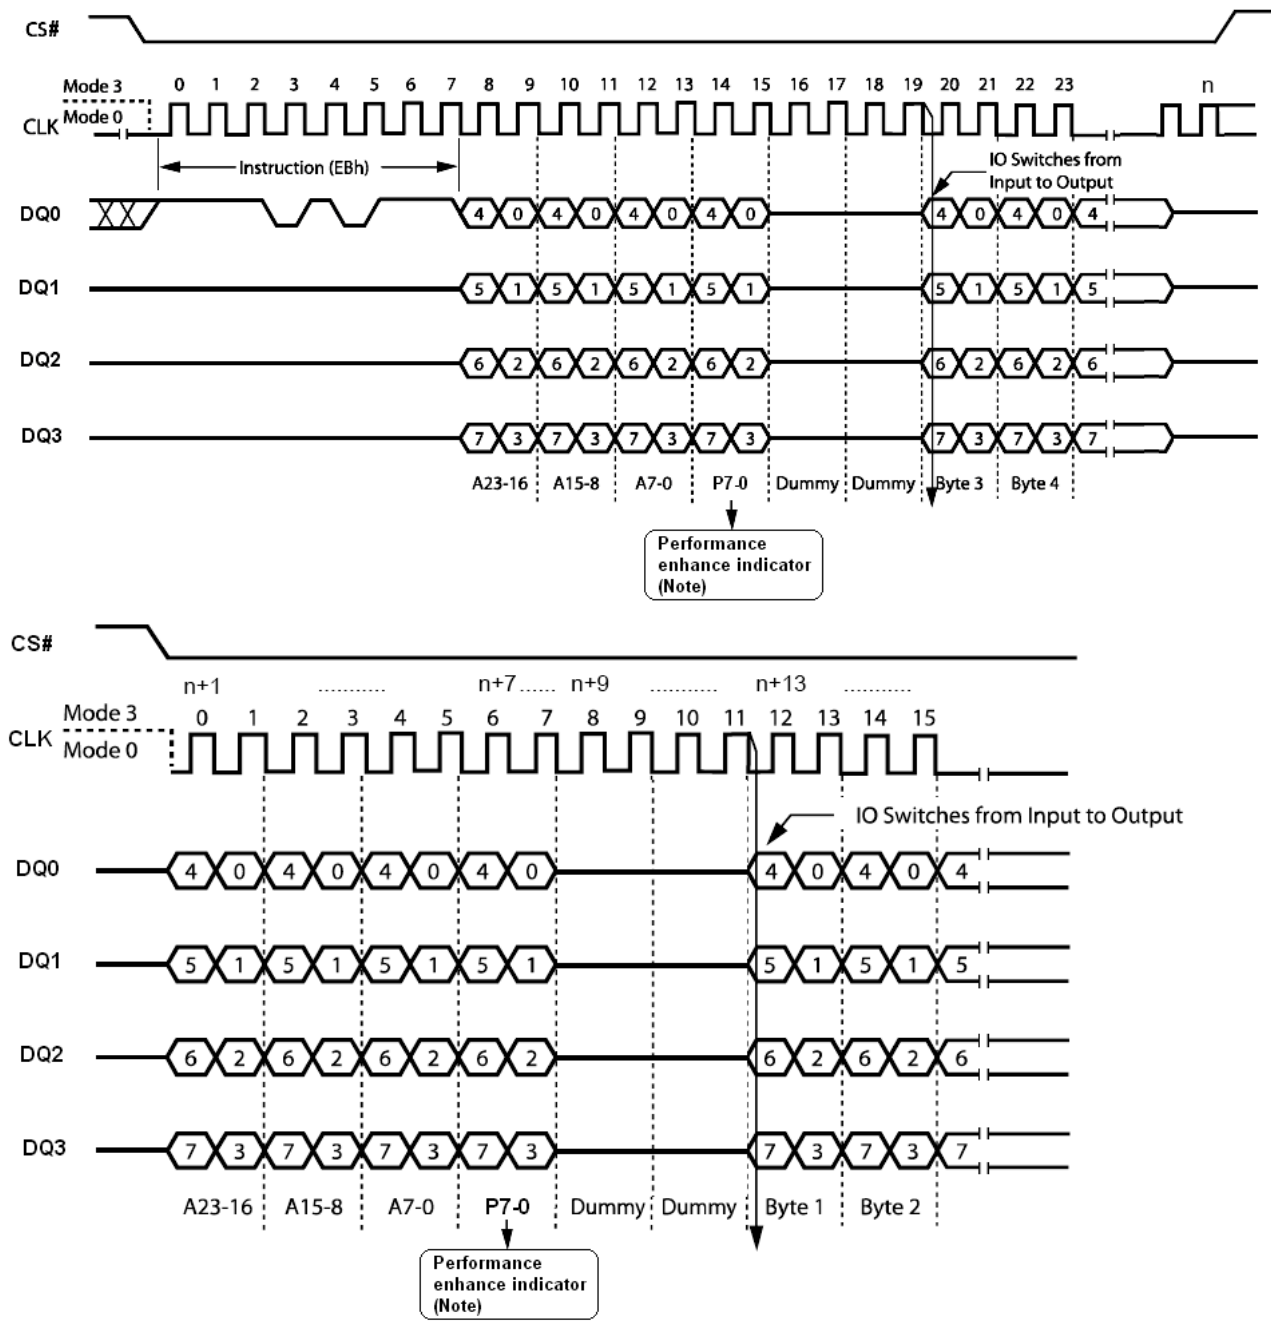 CS#
Mode 3
0 1 2 3 4 5 6 7 8 9 10 11 12 13 14 15 16 17 18 19 20 21 22 23 n
CLK Mode 0
Instruction (EBh)
IO Switches from
Input to Output
DQ0 4 0 4 0 4 0 4 0 4 0 4 0 4
DQ1 5 1 5 1 5 1 5 1 5 1 5 1 5
DQ2 6 2 6 2 6 2 6 2 6 2 6 2 6
DQ3 7 3 7 3 7 3 7 3 7 3 7 3 7
A23-16 A15-8 A7-0 P7-0 Dummy Dummy Byte 3 Byte 4
Performance
enhance indicator
(Note)
CS#
n+1 ........... n+7 ...... n+9 ........... n+13 ...........
Mode 3
0 1 2 3 4 5 6 7 8 9 10 11 12 13 14 15
CLK Mode 0
IO Switches from Input to Output
DQ0 4 0 4 0 4 0 4 0 4 0 4 0 4
DQ1 5 1 5 1 5 1 5 1 5 1 5 1 5
DQ2 6 2 6 2 6 2 6 2 6 2 6 2 6
DQ3 7 3 7 3 7 3 7 3 7 3 7 3 7
A23-16 A15-8 A7-0 P7-0 Dummy Dummy Byte 1 Byte 2
Performance
enhance indicator
(Note)